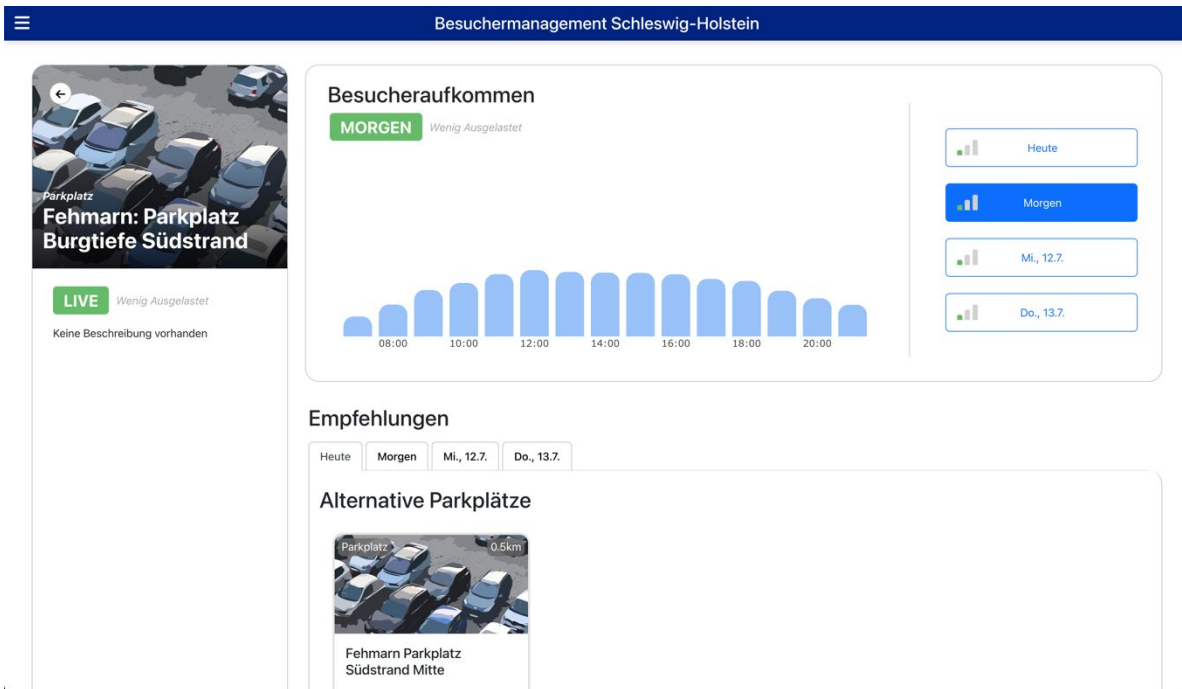 Besuchermanagement Schleswig-Holstein
Parkplatz
Fehmarn: Parkplatz
Burgtiefe Südstrand
LIVE Wenig Ausgelastet
Keine Beschreibung vorhanden
Besucheraufkommen
MORGEN Wenig Ausgelastet
08:00 10:00 12:00 14:00 16:00 18:00 20:00
Heute
Morgen
Mi., 12.7.
Do., 13.7.
Empfehlungen
Heute Morgen Mi., 12.7. Do., 13.7.
Alternative Parkplätze
Parkplatz 0.5km
Fehmarn Parkplatz
Südstrand Mitte